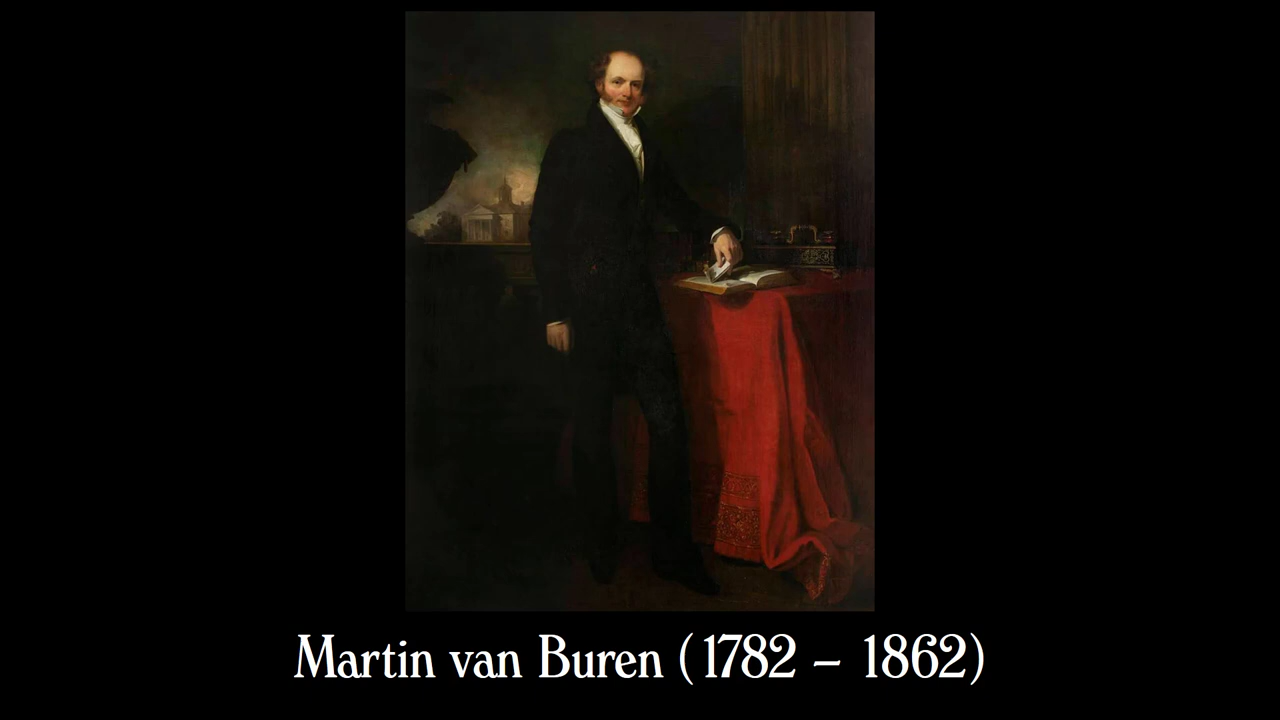 Martin van Buren (1782 – 1862)